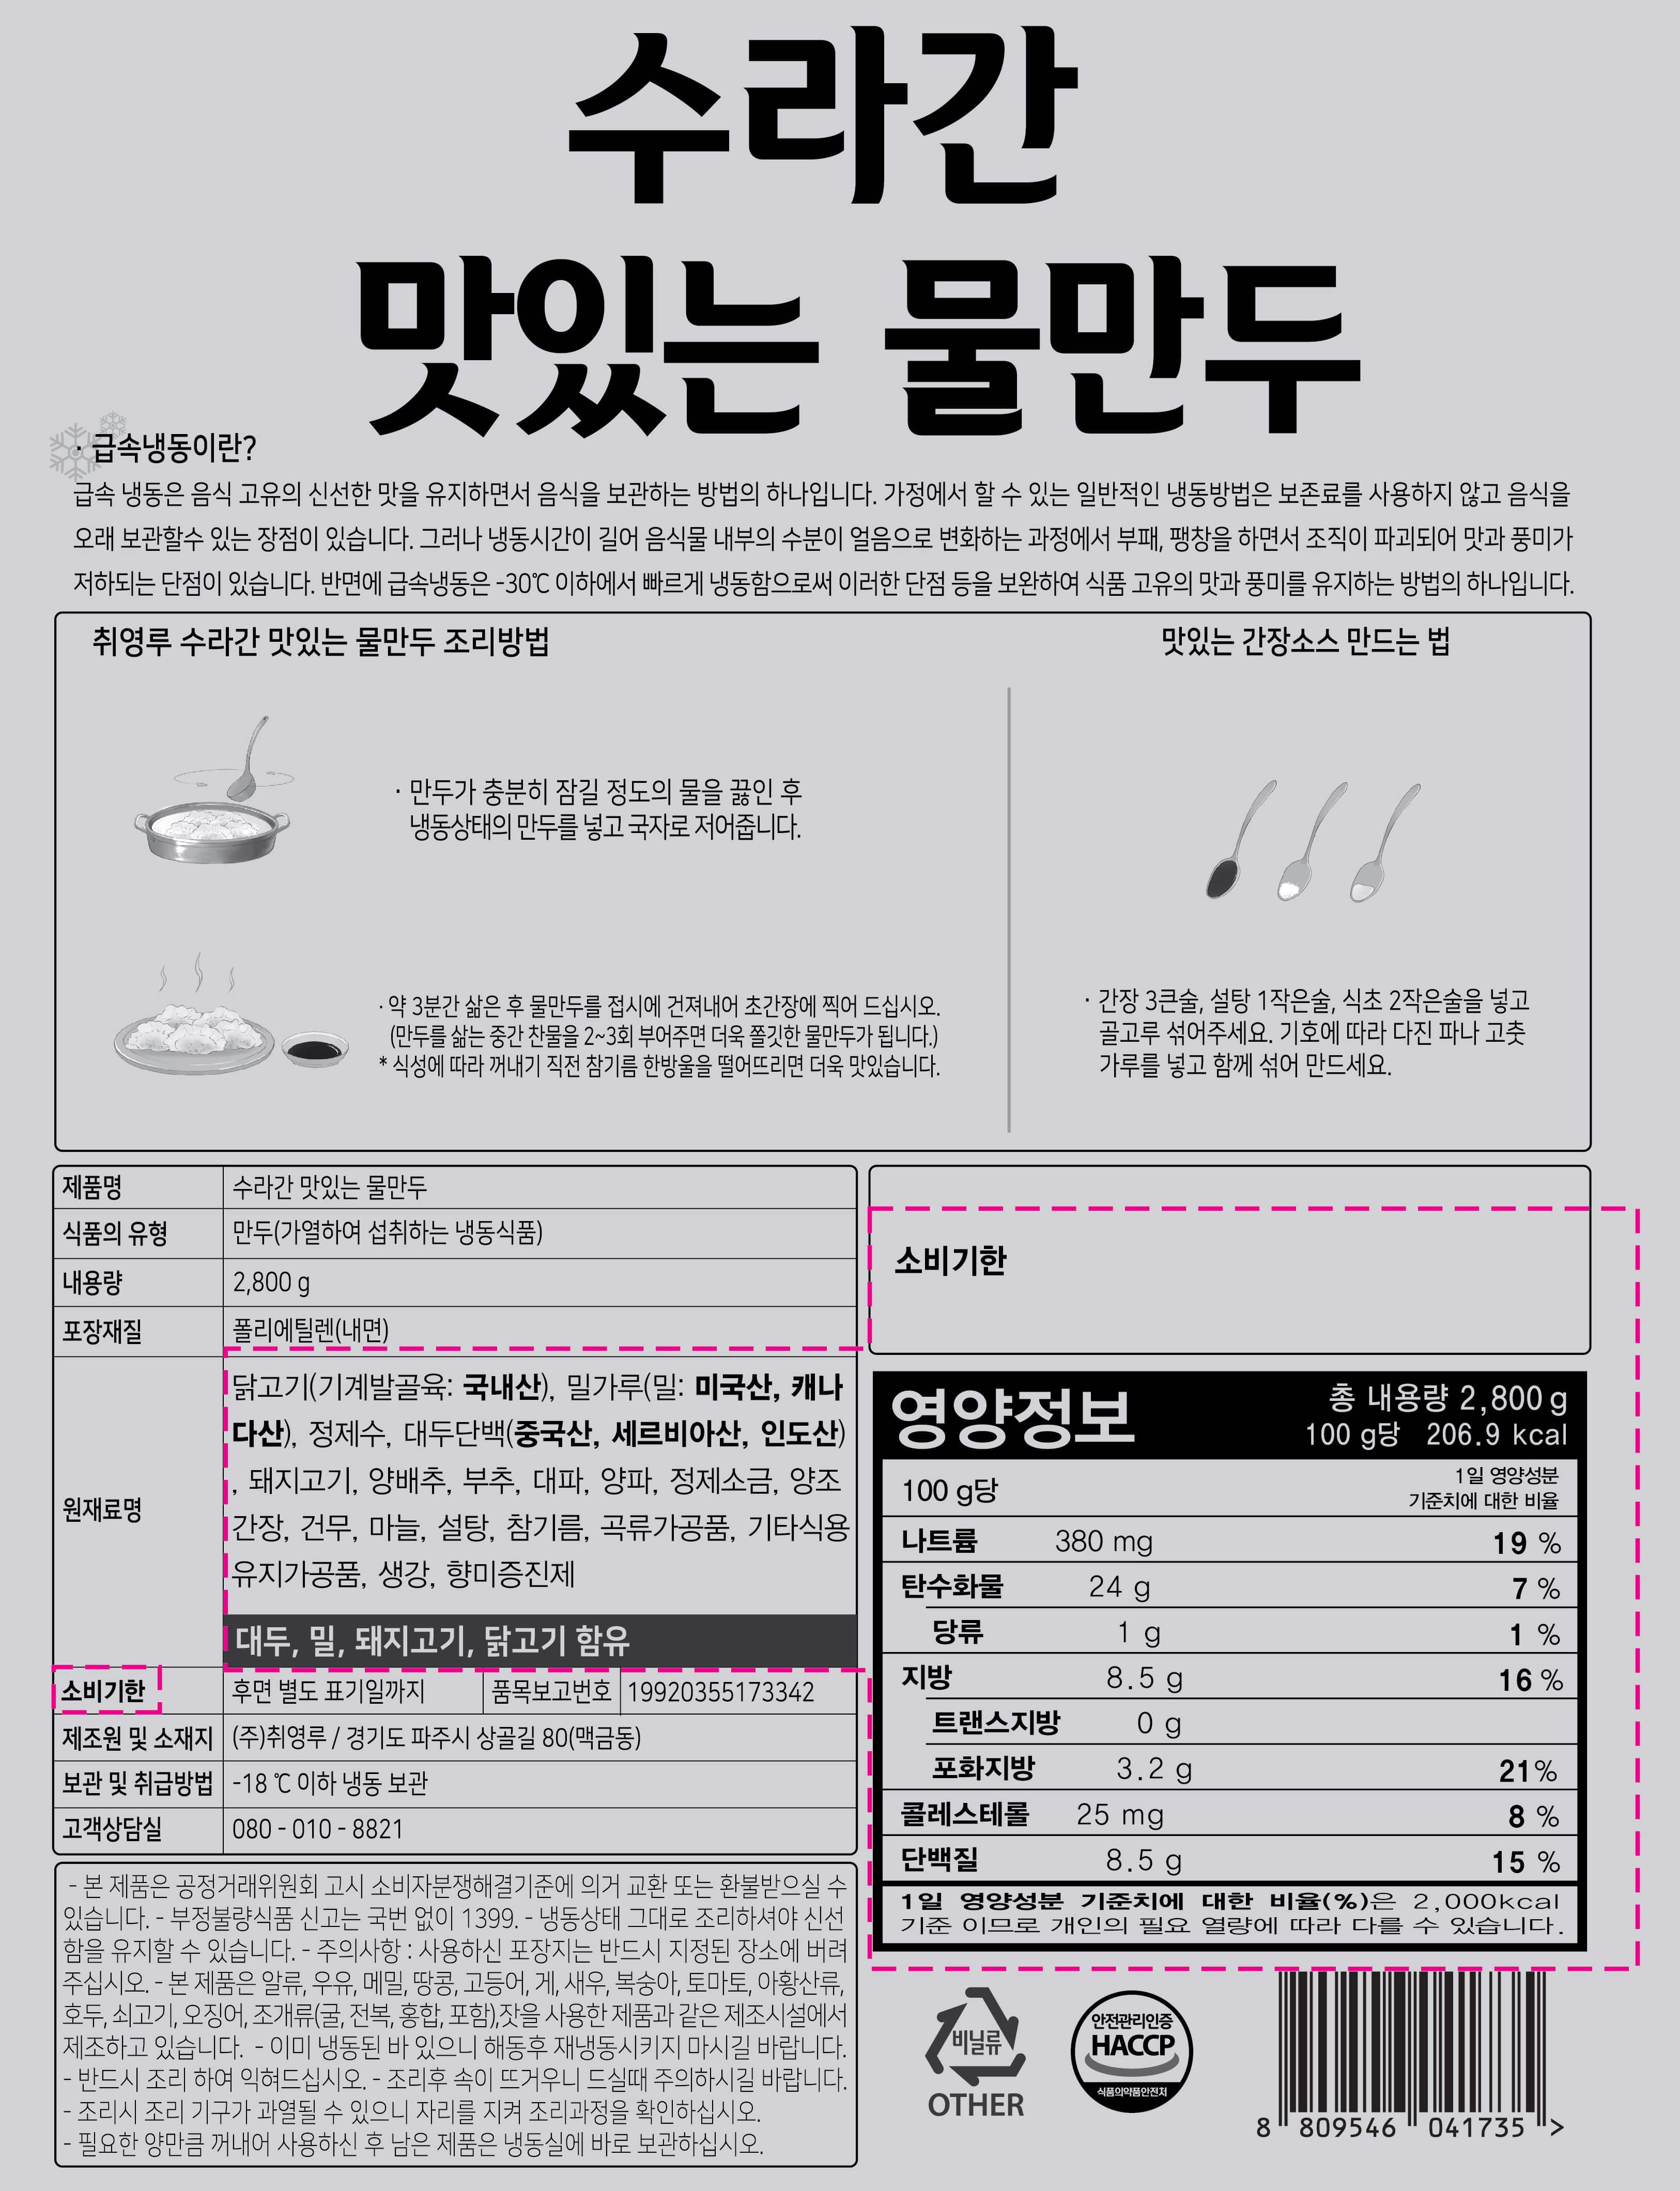 수라간
맛있는 물만두
· 급속냉동이란?
급속 냉동은 음식 고유의 신선한 맛을 유지하면서 음식을 보관하는 방법의 하나입니다. 가정에서 할 수 있는 일반적인 냉동방법은 보존료를 사용하지 않고 음식을
오래 보관할수 있는 장점이 있습니다. 그러나 냉동시간이 길어 음식물 내부의 수분이 얼음으로 변화하는 과정에서 부패, 팽창을 하면서 조직이 파괴되어 맛과 풍미가
저하되는 단점이 있습니다. 반면에 급속냉동은 -30℃ 이하에서 빠르게 냉동함으로써 이러한 단점 등을 보완하여 식품 고유의 맛과 풍미를 유지하는 방법의 하나입니다.
취영루 수라간 맛있는 물만두 조리방법
· 만두가 충분히 잠길 정도의 물을 끓인 후
냉동상태의 만두를 넣고 국자로 저어줍니다.
· 약 3분간 삶은 후 물만두를 접시에 건져내어 초간장에 찍어 드십시오.
(만두를 삶는 중간 찬물을 2~3회 부어주면 더욱 쫄깃한 물만두가 됩니다.)
* 식성에 따라 꺼내기 직전 참기름 한방울을 떨어뜨리면 더욱 맛있습니다.
맛있는 간장소스 만드는 법
· 간장 3큰술, 설탕 1작은술, 식초 2작은술을 넣고
골고루 섞어주세요. 기호에 따라 다진 파나 고춧
가루를 넣고 함께 섞어 만드세요.
제품명 수라간 맛있는 물만두
식품의 유형 만두(가열하여 섭취하는 냉동식품)
내용량 2,800 g
포장재질 폴리에틸렌(내면)
원재료명
닭고기(기계발골육: 국내산), 밀가루(밀: 미국산, 캐나
다산), 정제수, 대두단백(중국산, 세르비아산, 인도산)
, 돼지고기, 양배추, 부추, 대파, 양파, 정제소금, 양조
간장, 건무, 마늘, 설탕, 참기름, 곡류가공품, 기타식용
유지가공품, 생강, 향미증진제
대두, 밀, 돼지고기, 닭고기 함유
소비기한 후면 별도 표기일까지 품목보고번호 19920355173342
제조원 및 소재지 (주)취영루 / 경기도 파주시 상골길 80(맥금동)
보관 및 취급방법 -18 ℃ 이하 냉동 보관
고객상담실 080 - 010 - 8821
- 본 제품은 공정거래위원회 고시 소비자분쟁해결기준에 의거 교환 또는 환불받으실 수
있습니다. - 부정불량식품 신고는 국번 없이 1399. - 냉동상태 그대로 조리하셔야 신선
함을 유지할 수 있습니다. - 주의사항 : 사용하신 포장지는 반드시 지정된 장소에 버려
주십시오. - 본 제품은 알류, 우유, 메밀, 땅콩, 고등어, 게, 새우, 복숭아, 토마토, 아황산류,
호두, 쇠고기, 오징어, 조개류(굴, 전복, 홍합, 포함),잣을 사용한 제품과 같은 제조시설에서
제조하고 있습니다. - 이미 냉동된 바 있으니 해동후 재냉동시키지 마시길 바랍니다.
- 반드시 조리 하여 익혀드십시오. - 조리후 속이 뜨거우니 드실때 주의하시길 바랍니다.
- 조리시 조리 기구가 과열될 수 있으니 자리를 지켜 조리과정을 확인하십시오.
- 필요한 양만큼 꺼내어 사용하신 후 남은 제품은 냉동실에 바로 보관하십시오.
소비기한
영양정보
총 내용량 2,800 g
100 g당 206.9 kcal
100 g당
1일 영양성분
기준치에 대한 비율
나트륨 380 mg 19 %
탄수화물 24 g 7 %
당류 1 g 1 %
지방 8.5 g 16 %
트랜스지방 0 g
포화지방 3.2 g 21%
콜레스테롤 25 mg 8 %
단백질 8.5 g 15 %
1일 영양성분 기준치에 대한 비율(%)은 2,000kcal
기준 이므로 개인의 필요 열량에 따라 다를 수 있습니다.
비닐류
OTHER
안전관리인증
HACCP
식품의약품안전처
8 809546 041735 >